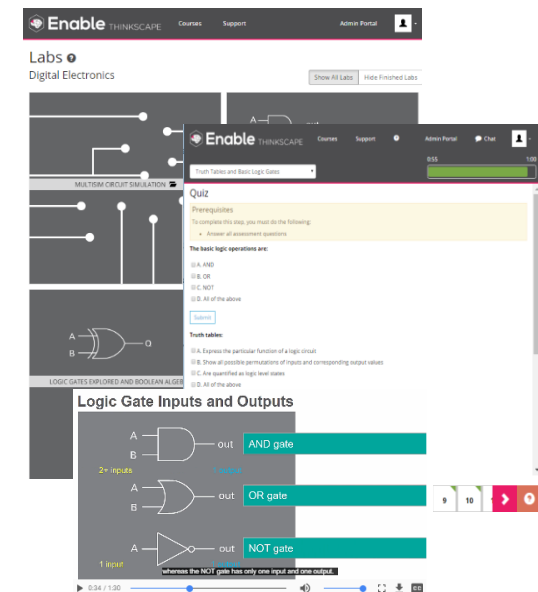 Enable THINKSCAPE Courses Support Admin Portal
Labs
Digital Electronics
Show All Labs Hide Finished Labs
A
MULTISIM CIRCUIT SIMULATION
A
B
Q
LOGIC GATES EXPLORED AND BOOLEAN ALGEB
Enable THINKSCAPE Courses Support Admin Portal Chat
0:55 1:00
Truth Tables and Basic Logic Gates
Quiz
Prerequisites
To complete this step, you must do the following:
Answer all assessment questions
The basic logic operations are:
A. AND
B. OR
C. NOT
D. All of the above
Submit
Truth tables:
A. Express the particular function of a logic circuit
B. Show all possible permutations of inputs and corresponding output values
C. Are quantified as logic level states
D. All of the above
Logic Gate Inputs and Outputs
A
B
out AND gate
2+ inputs
A
B
out OR gate
A
out NOT gate
1 input
whereas the NOT gate has only one input and one output.
0:34 / 1:30
CC
9 10